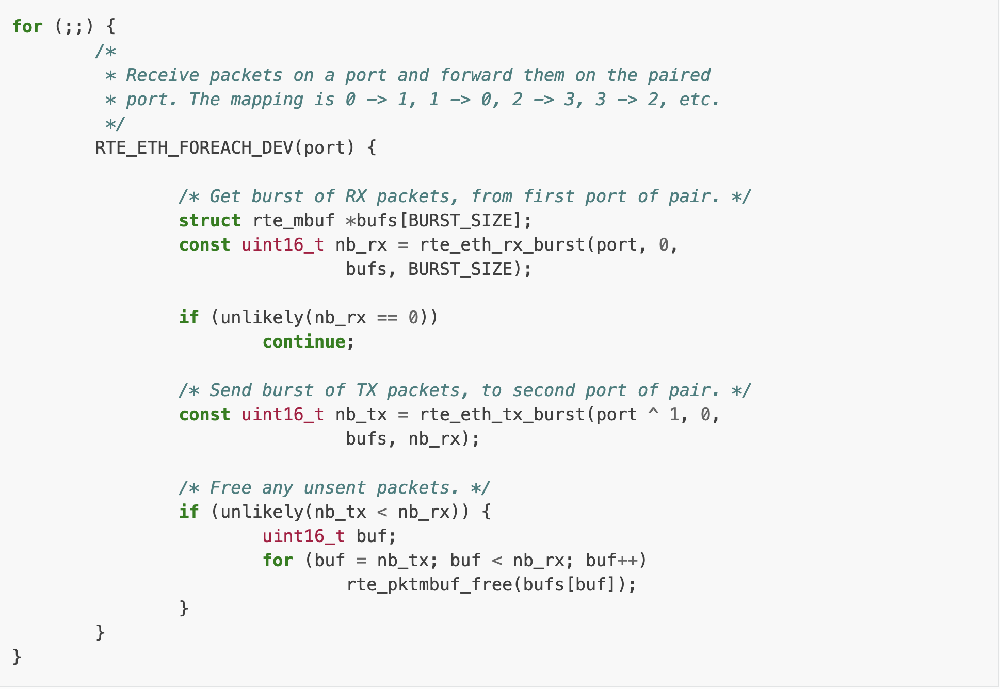 for (;;) {
        /*
         * Receive packets on a port and forward them on the paired
         * port. The mapping is 0 -> 1, 1 -> 0, 2 -> 3, 3 -> 2, etc.
         */
        RTE_ETH_FOREACH_DEV(port) {

                /* Get burst of RX packets, from first port of pair. */
                struct rte_mbuf *bufs[BURST_SIZE];
                const uint16_t nb_rx = rte_eth_rx_burst(port, 0,
                                bufs, BURST_SIZE);

                if (unlikely(nb_rx == 0))
                        continue;

                /* Send burst of TX packets, to second port of pair. */
                const uint16_t nb_tx = rte_eth_tx_burst(port ^ 1, 0,
                                bufs, nb_rx);

                /* Free any unsent packets. */
                if (unlikely(nb_tx < nb_rx)) {
                        uint16_t buf;
                        for (buf = nb_tx; buf < nb_rx; buf++)
                                rte_pktmbuf_free(bufs[buf]);
                }
        }
}